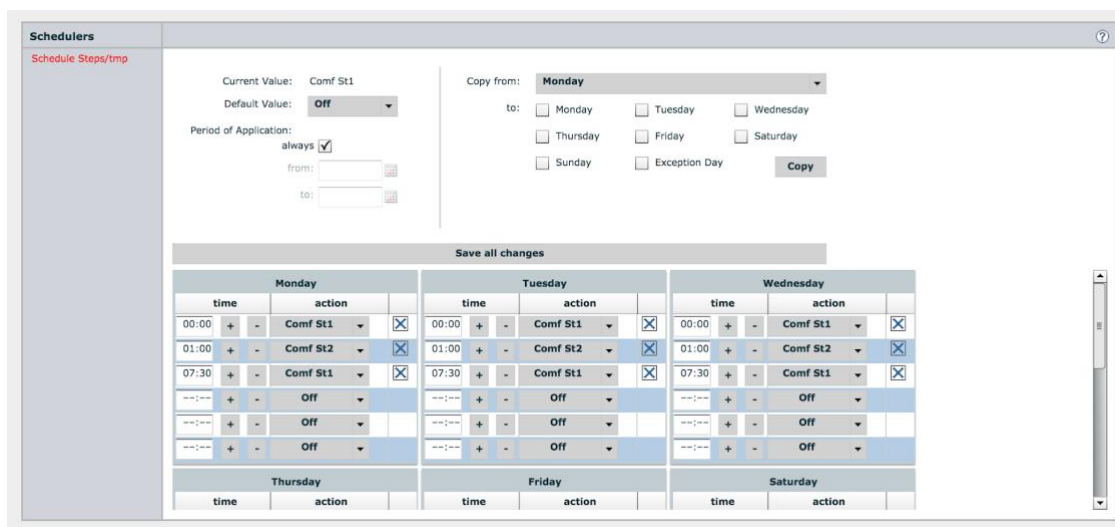 Schedulers
?
Schedule Steps/tmp
Current Value: Comf St1
Default Value: Off
Period of Application:
always
from:
to:
Copy from: Monday
to: Monday Tuesday Wednesday
Thursday Friday Saturday
Sunday Exception Day Copy
Save all changes
Monday Tuesday Wednesday
time action time action time action
00:00 + - Comf St1 00:00 + - Comf St1 00:00 + - Comf St1
01:00 + - Comf St2 01:00 + - Comf St2 01:00 + - Comf St2
07:30 + - Comf St1 07:30 + - Comf St1 07:30 + - Comf St1
--:-- + - Off --:-- + - Off --:-- + - Off
--:-- + - Off --:-- + - Off --:-- + - Off
--:-- + - Off --:-- + - Off --:-- + - Off
Thursday Friday Saturday
time action time action time action